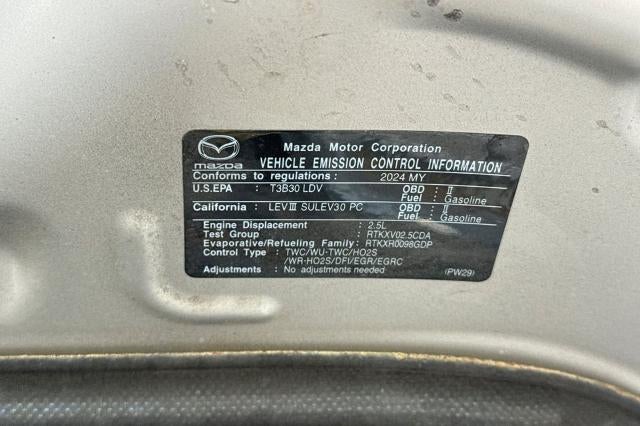 Mazda Motor Corporation
mazda VEHICLE EMISSION CONTROL INFORMATION
Conforms to regulations : 2024 MY
U.S.EPA : T3B30 LDV OBD : II
Fuel : Gasoline
California : LEVIII SULEV30 PC OBD : II
Fuel : Gasoline
Engine Displacement : 2.5L
Test Group : RTKXV02.5CDA
Evaporative/Refueling Family: RTKXR0098GDP
Control Type : TWC/WU-TWC/HO2S
/WR-HO2S/DFI/EGR/EGRC
Adjustments : No adjustments needed (PW29)